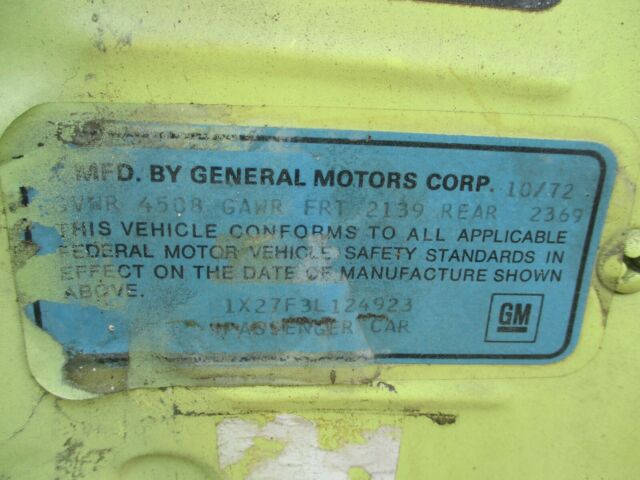 MFD. BY GENERAL MOTORS CORP. 10/72
GVWR 4508 GAWR FRT 2139 REAR 2369
THIS VEHICLE CONFORMS TO ALL APPLICABLE
FEDERAL MOTOR VEHICLE SAFETY STANDARDS IN
EFFECT ON THE DATE OF MANUFACTURE SHOWN
ABOVE.
1X27F3L124923
PASSENGER CAR
GM